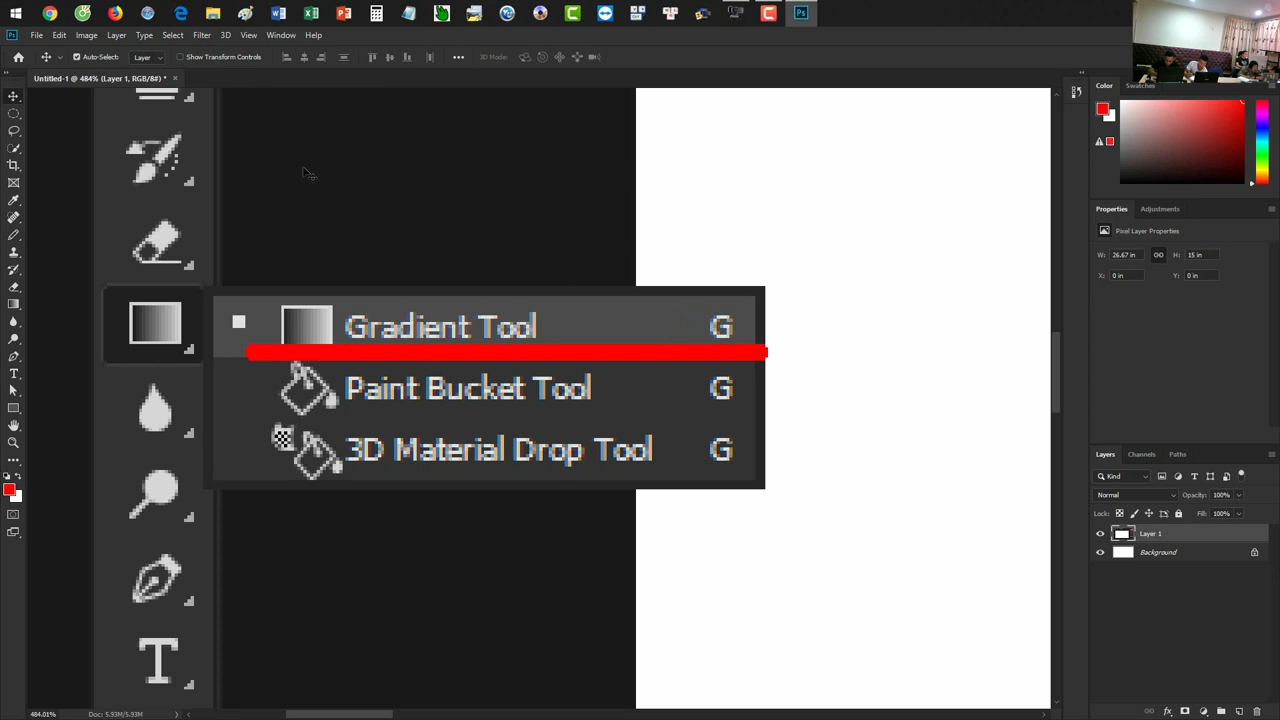 File Edit Image Layer Type Select Filter 3D View Window Help
Auto-Select: Layer Show Transform Controls 3D Mode:
Untitled-1 @ 484% (Layer 1, RGB/8#) *
Color Swatches
Gradient Tool G
Paint Bucket Tool G
3D Material Drop Tool G
T
Properties Adjustments
Pixel Layer Properties
W: 26.67 in H: 15 in
X: 0 in Y: 0 in
Layers Channels Paths
Kind
Normal Opacity: 100%
Lock: Fill: 100%
Layer 1
Background
484.01% Doc: 5.93M/5.93M